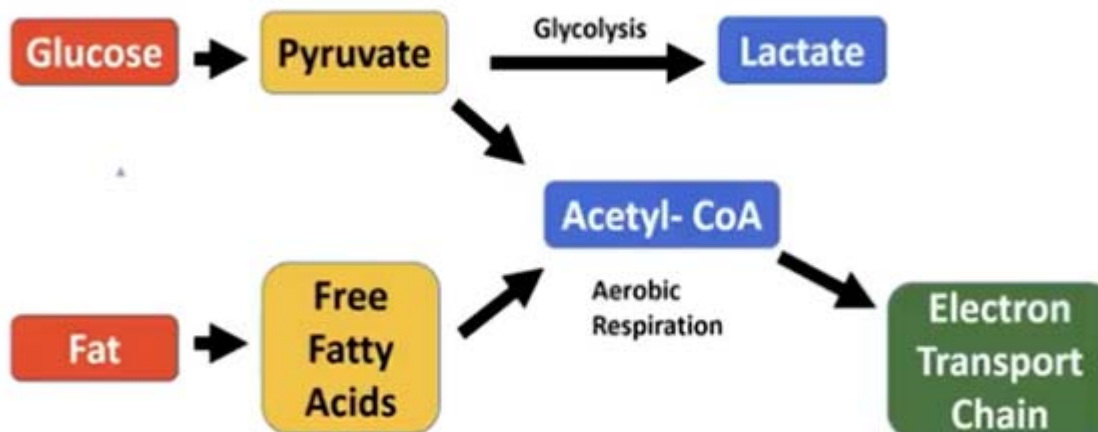 Glucose
Pyruvate
Glycolysis
Lactate
Acetyl- CoA
Fat
Free
Fatty
Acids
Aerobic
Respiration
Electron
Transport
Chain